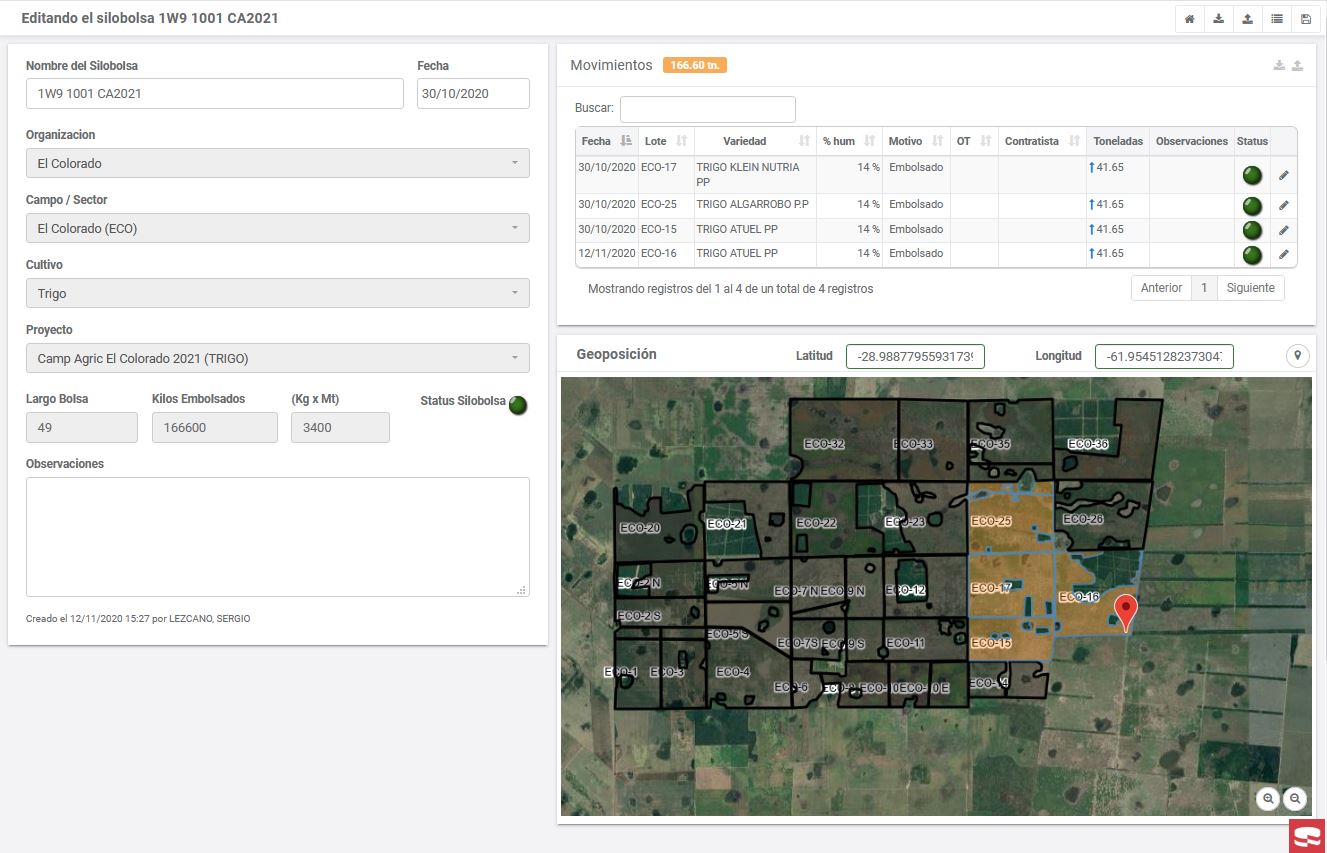 Editando el silobolsa 1W9 1001 CA2021
Nombre del Silobolsa
Fecha
1W9 1001 CA2021
30/10/2020
Organizacion
El Colorado
Campo / Sector
El Colorado (ECO)
Cultivo
Trigo
Proyecto
Camp Agric El Colorado 2021 (TRIGO)
Largo Bolsa
Kilos Embolsados
(Kg x Mt)
Status Silobolsa
49
166600
3400
Observaciones
Creado el 12/11/2020 15:27 por LEZCANO, SERGIO
Movimientos 166.60 tn.
Buscar:
Fecha Lote Variedad % hum Motivo OT Contratista Toneladas Observaciones Status
30/10/2020 ECO-17 TRIGO KLEIN NUTRIA PP 14 % Embolsado 41.65
30/10/2020 ECO-25 TRIGO ALGARROBO P.P 14 % Embolsado 41.65
30/10/2020 ECO-15 TRIGO ATUEL PP 14 % Embolsado 41.65
12/11/2020 ECO-16 TRIGO ATUEL PP 14 % Embolsado 41.65
Mostrando registros del 1 al 4 de un total de 4 registros
Anterior 1 Siguiente
Geoposición
Latitud -28.9887795593173
Longitud -61.9545128237304
ECO-32 ECO-33 ECO-35 ECO-36
ECO-20 ECO-21 ECO-22 ECO-23 ECO-25 ECO-26
ECO-2 N ECO-5 N ECO-7 N ECO-9 N ECO-12 ECO-17 ECO-16
ECO-2 S ECO-5 S ECO-7 S ECO-9 S ECO-11 ECO-15
ECO-1 ECO-3 ECO-4 ECO-6 ECO-10 E